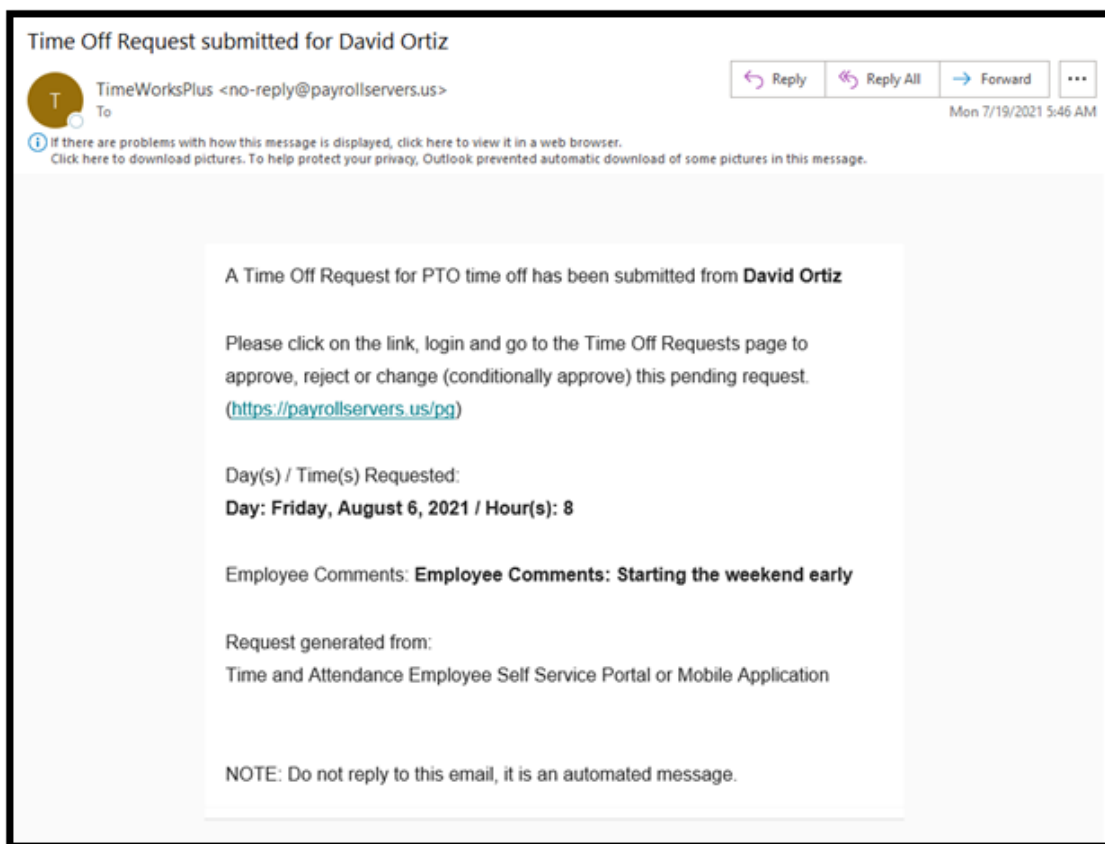 Time Off Request submitted for David Ortiz
T
TimeWorksPlus <no-reply@payrollservers.us>
To
Reply
Reply All
Forward
...
Mon 7/19/2021 5:46 AM
If there are problems with how this message is displayed, click here to view it in a web browser.
Click here to download pictures. To help protect your privacy, Outlook prevented automatic download of some pictures in this message.
A Time Off Request for PTO time off has been submitted from David Ortiz
Please click on the link, login and go to the Time Off Requests page to
approve, reject or change (conditionally approve) this pending request.
(https://payrollservers.us/pg)
Day(s) / Time(s) Requested:
Day: Friday, August 6, 2021 / Hour(s): 8
Employee Comments: Employee Comments: Starting the weekend early
Request generated from:
Time and Attendance Employee Self Service Portal or Mobile Application
NOTE: Do not reply to this email, it is an automated message.